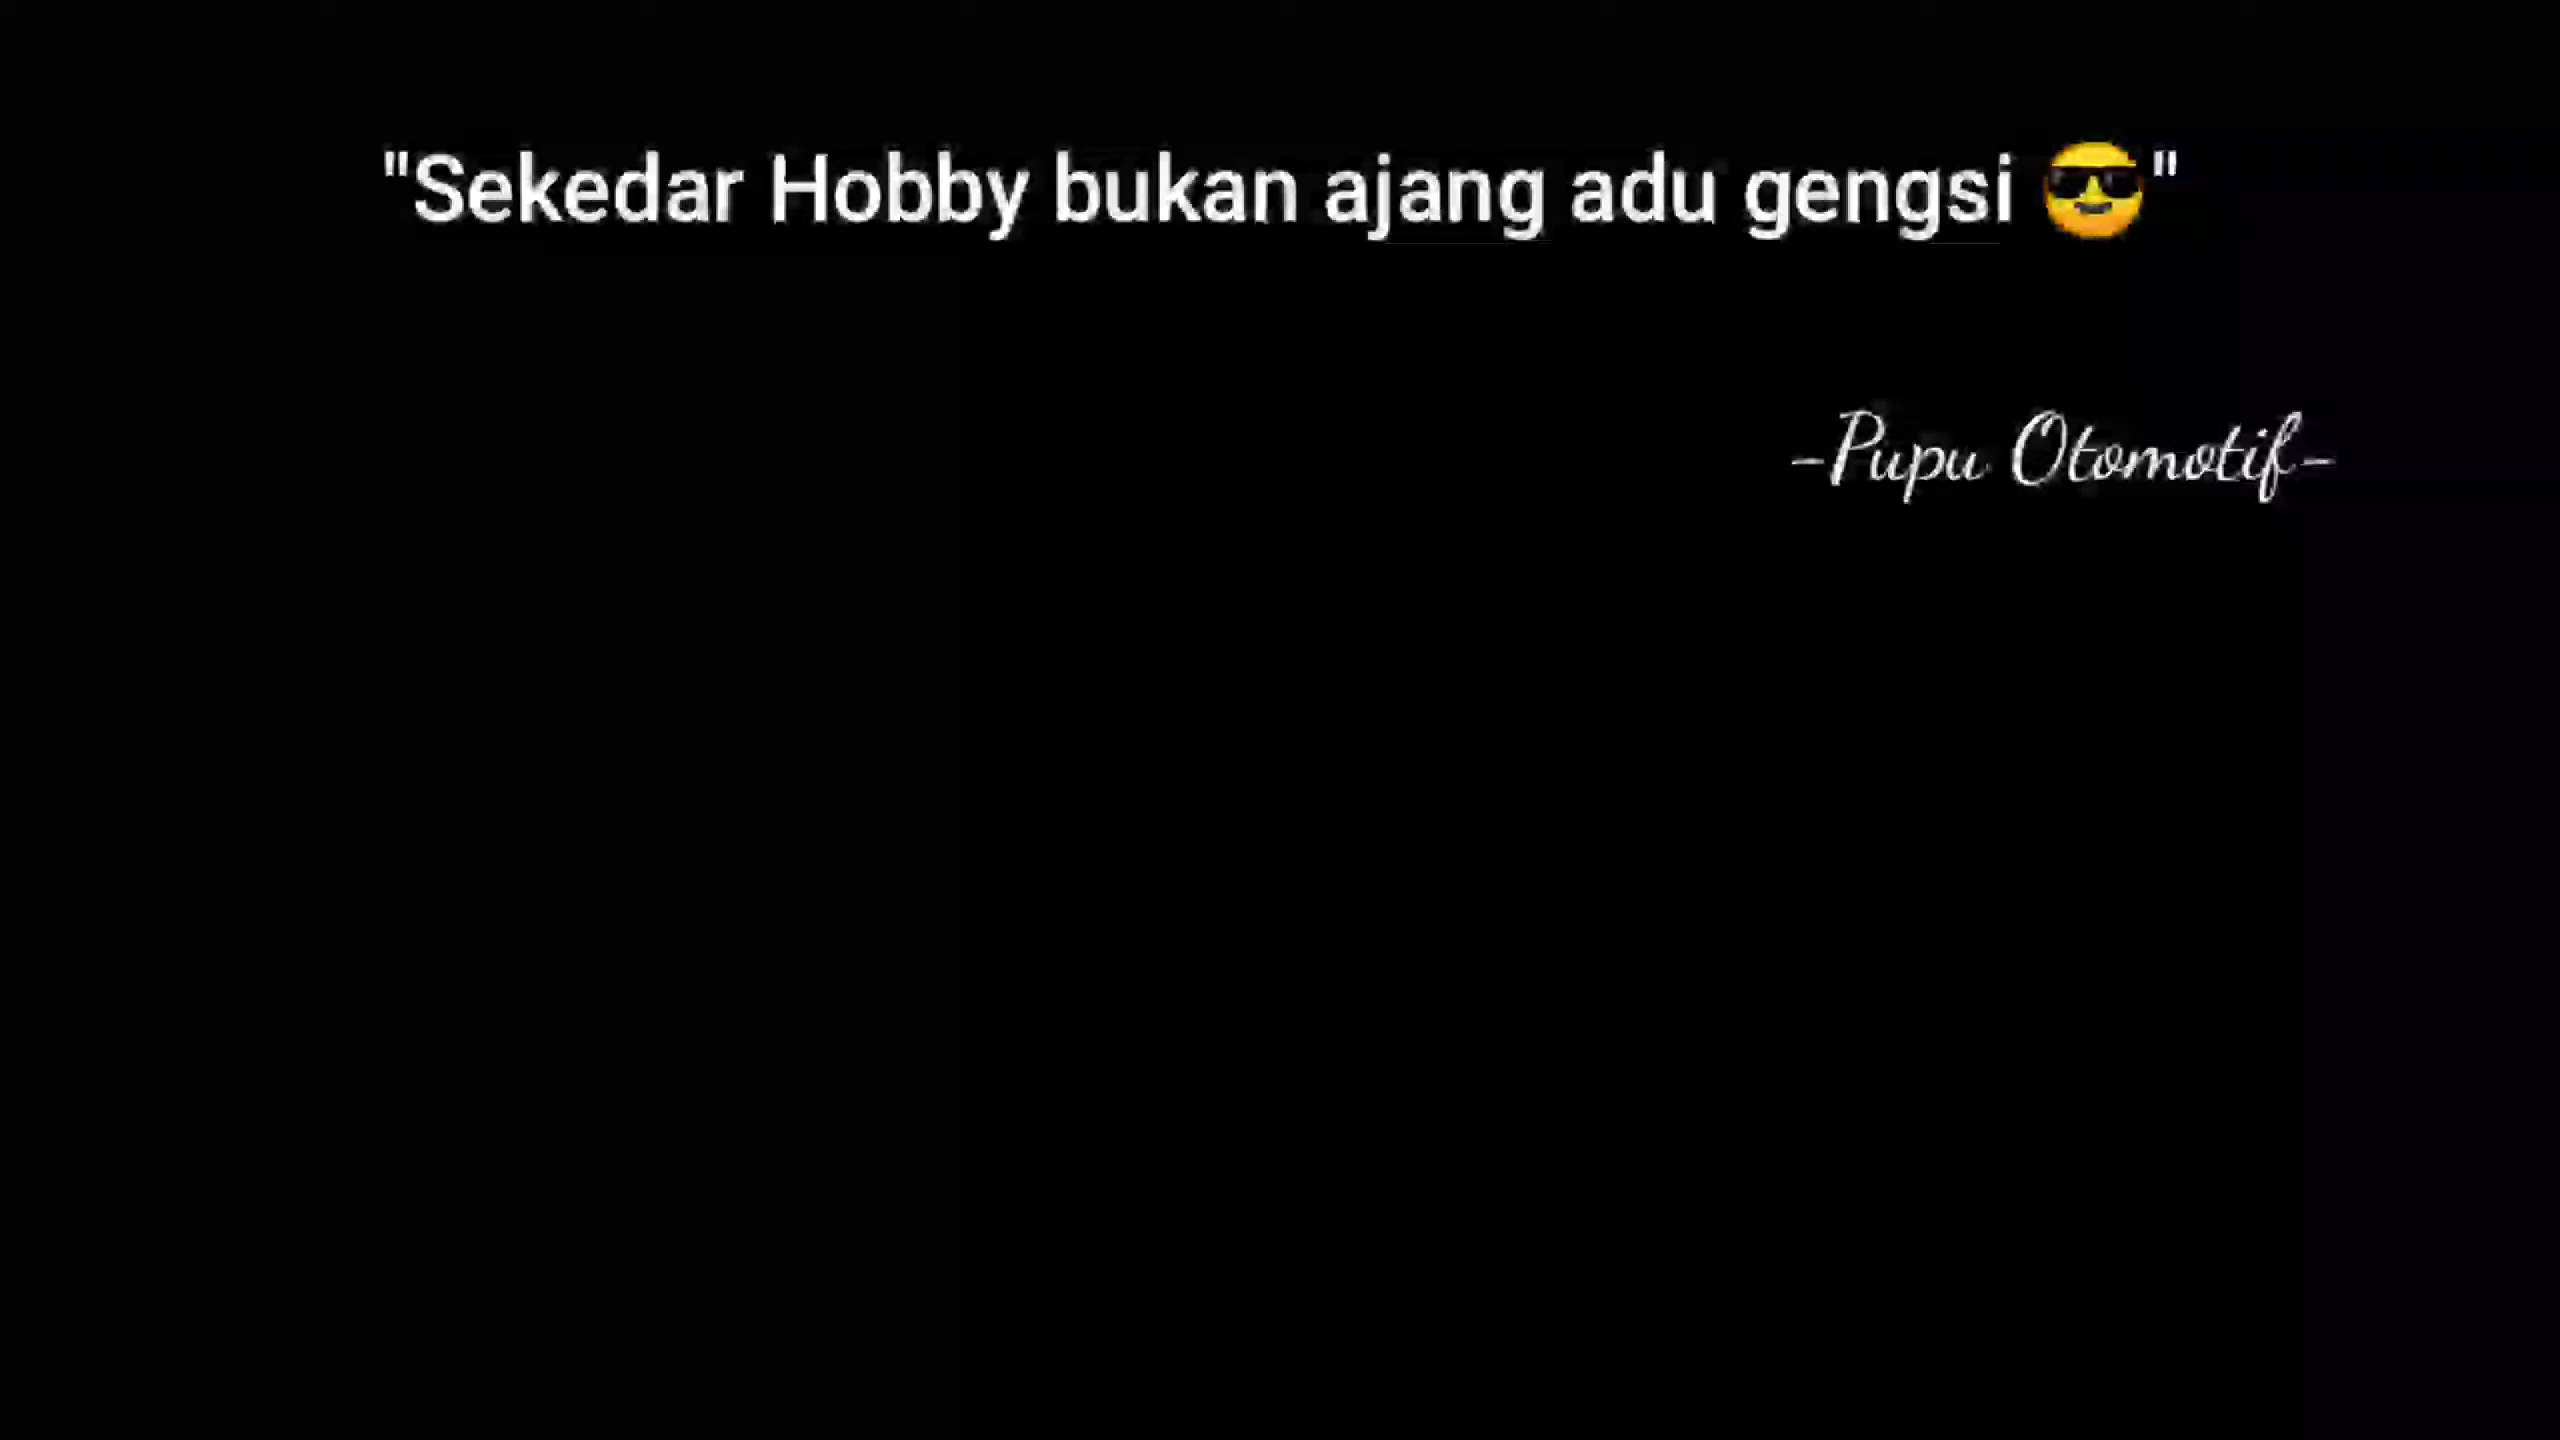 "Sekedar Hobby bukan ajang adu gengsi 😎"
-Pupu Otomotif-